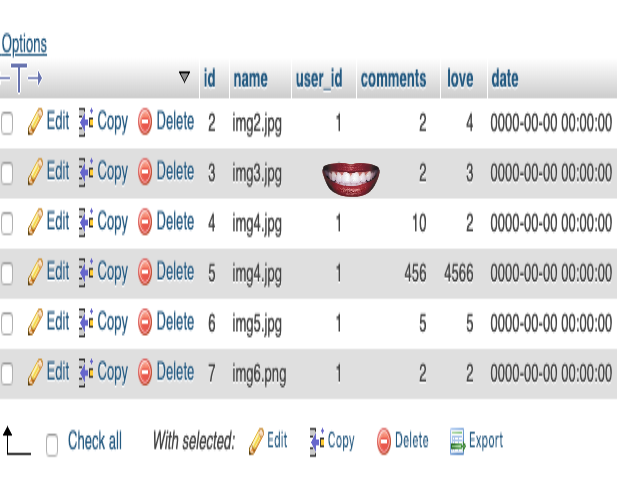 Options
id name user_id comments love date
Edit Copy Delete 2 img2.jpg 1 2 4 0000-00-00 00:00:00
Edit Copy Delete 3 img3.jpg 2 3 0000-00-00 00:00:00
Edit Copy Delete 4 img4.jpg 1 10 2 0000-00-00 00:00:00
Edit Copy Delete 5 img4.jpg 1 456 4566 0000-00-00 00:00:00
Edit Copy Delete 6 img5.jpg 1 5 5 0000-00-00 00:00:00
Edit Copy Delete 7 img6.png 1 2 2 0000-00-00 00:00:00
Check all With selected: Edit Copy Delete Export